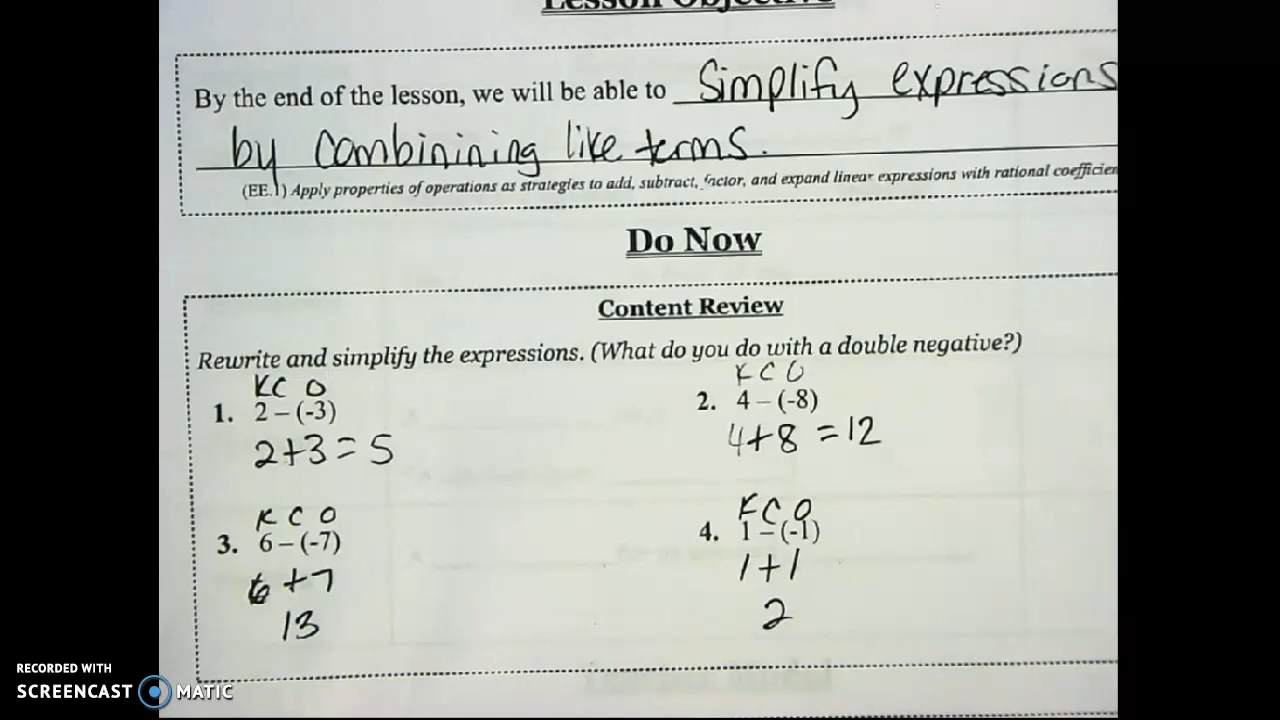 Lesson Objective
By the end of the lesson, we will be able to simplify expressions
by combinining like terms.
(EE.1) Apply properties of operations as strategies to add, subtract, factor, and expand linear expressions with rational coefficien
Do Now
Content Review
Rewrite and simplify the expressions. (What do you do with a double negative?)
K C O
1. 2 – (-3)
2+3=5
K C O
2. 4 – (-8)
4+8=12
K C O
3. 6 – (-7)
6+7
13
K C O
4. 1 – (-1)
1+1
2
RECORDED WITH
SCREENCAST MATIC